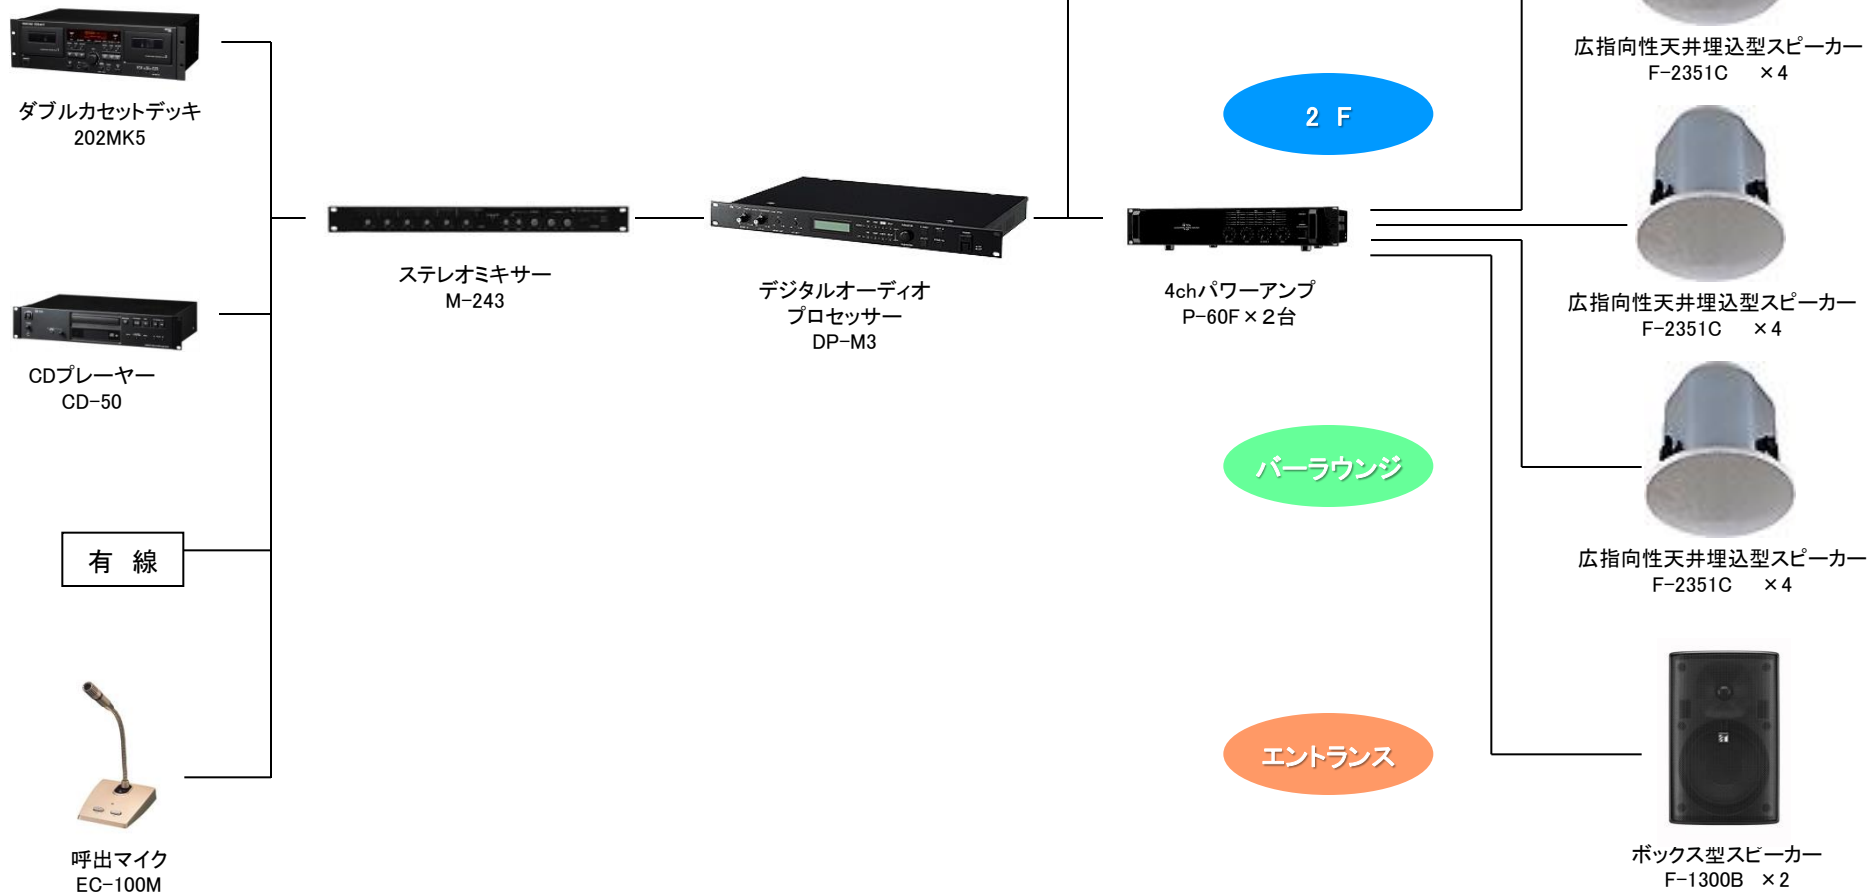 広指向性天井埋込型スピーカー
F-2351C ×4
ダブルカセットデッキ
202MK5
2 F
ステレオミキサー
M-243
デジタルオーディオ
プロセッサー
DP-M3
4chパワーアンプ
P-60F×2台
広指向性天井埋込型スピーカー
F-2351C ×4
CDプレーヤー
CD-50
バーラウンジ
有 線
広指向性天井埋込型スピーカー
F-2351C ×4
エントランス
呼出マイク
EC-100M
ボックス型スピーカー
F-1300B ×2